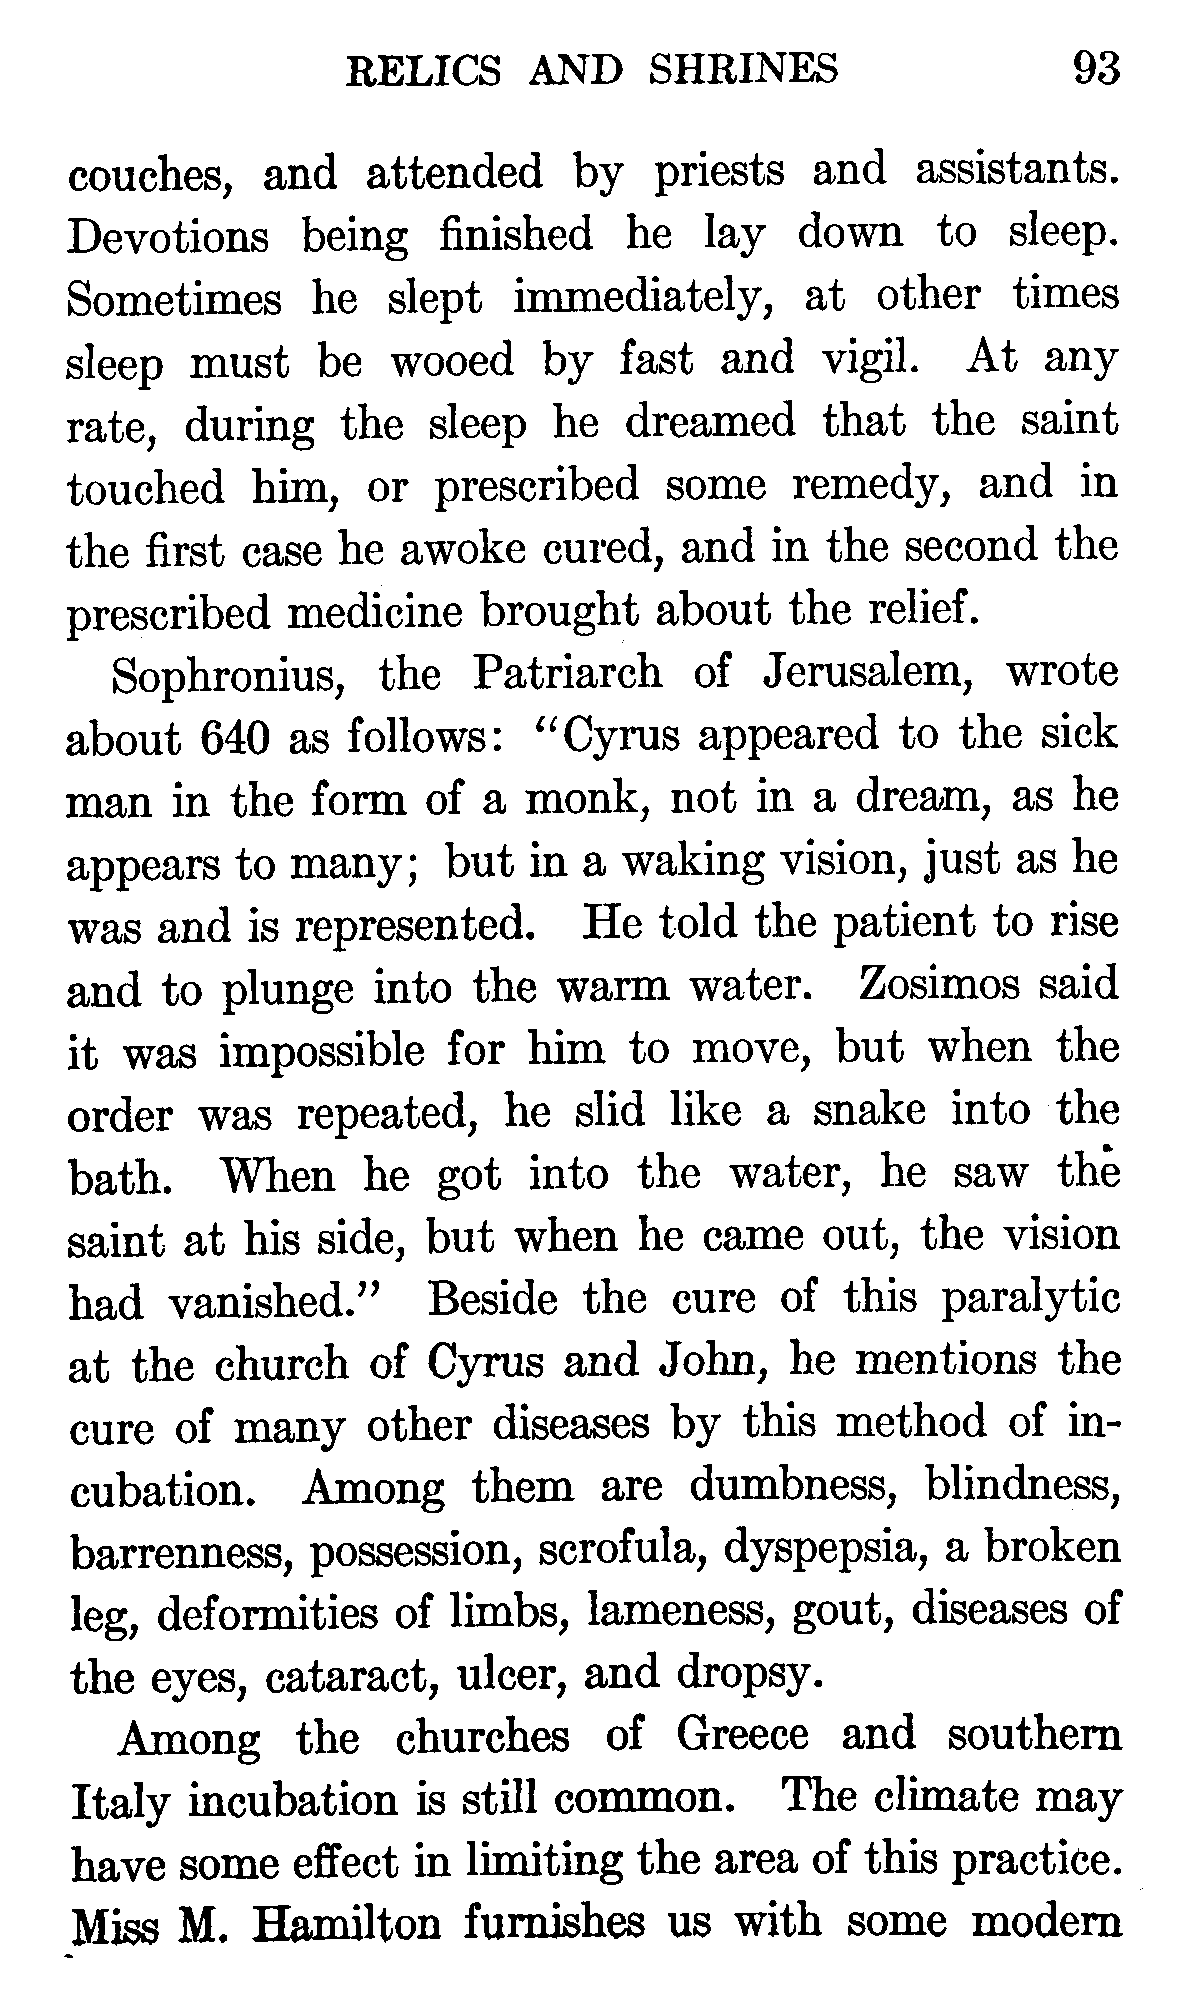 RELICS AND SHRINES 93
couches, and attended by priests and assistants.
Devotions being finished he lay down to sleep.
Sometimes he slept immediately, at other times
sleep must be wooed by fast and vigil. At any
rate, during the sleep he dreamed that the saint
touched him, or prescribed some remedy, and in
the first case he awoke cured, and in the second the
prescribed medicine brought about the relief.
Sophronius, the Patriarch of Jerusalem, wrote
about 640 as follows: “Cyrus appeared to the sick
man in the form of a monk, not in a dream, as he
appears to many; but in a waking vision, just as he
was and is represented. He told the patient to rise
and to plunge into the warm water. Zosimos said
it was impossible for him to move, but when the
order was repeated, he slid like a snake into the
bath. When he got into the water, he saw the
saint at his side, but when he came out, the vision
had vanished.” Beside the cure of this paralytic
at the church of Cyrus and John, he mentions the
cure of many other diseases by this method of in-
cubation. Among them are dumbness, blindness,
barrenness, possession, scrofula, dyspepsia, a broken
leg, deformities of limbs, lameness, gout, diseases of
the eyes, cataract, ulcer, and dropsy.
Among the churches of Greece and southern
Italy incubation is still common. The climate may
have some effect in limiting the area of this practice.
Miss M. Hamilton furnishes us with some modern